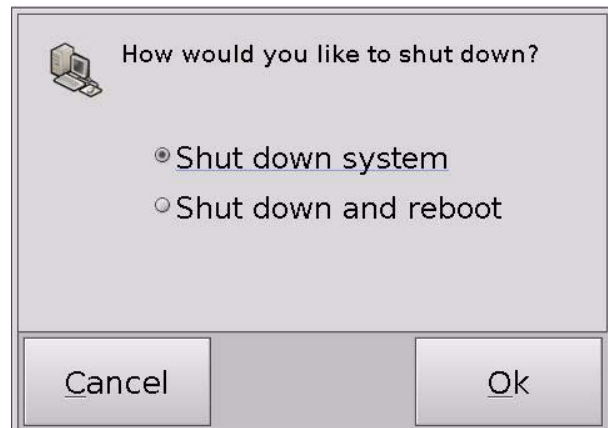 How would you like to shut down?
Shut down system
Shut down and reboot
Cancel
Ok